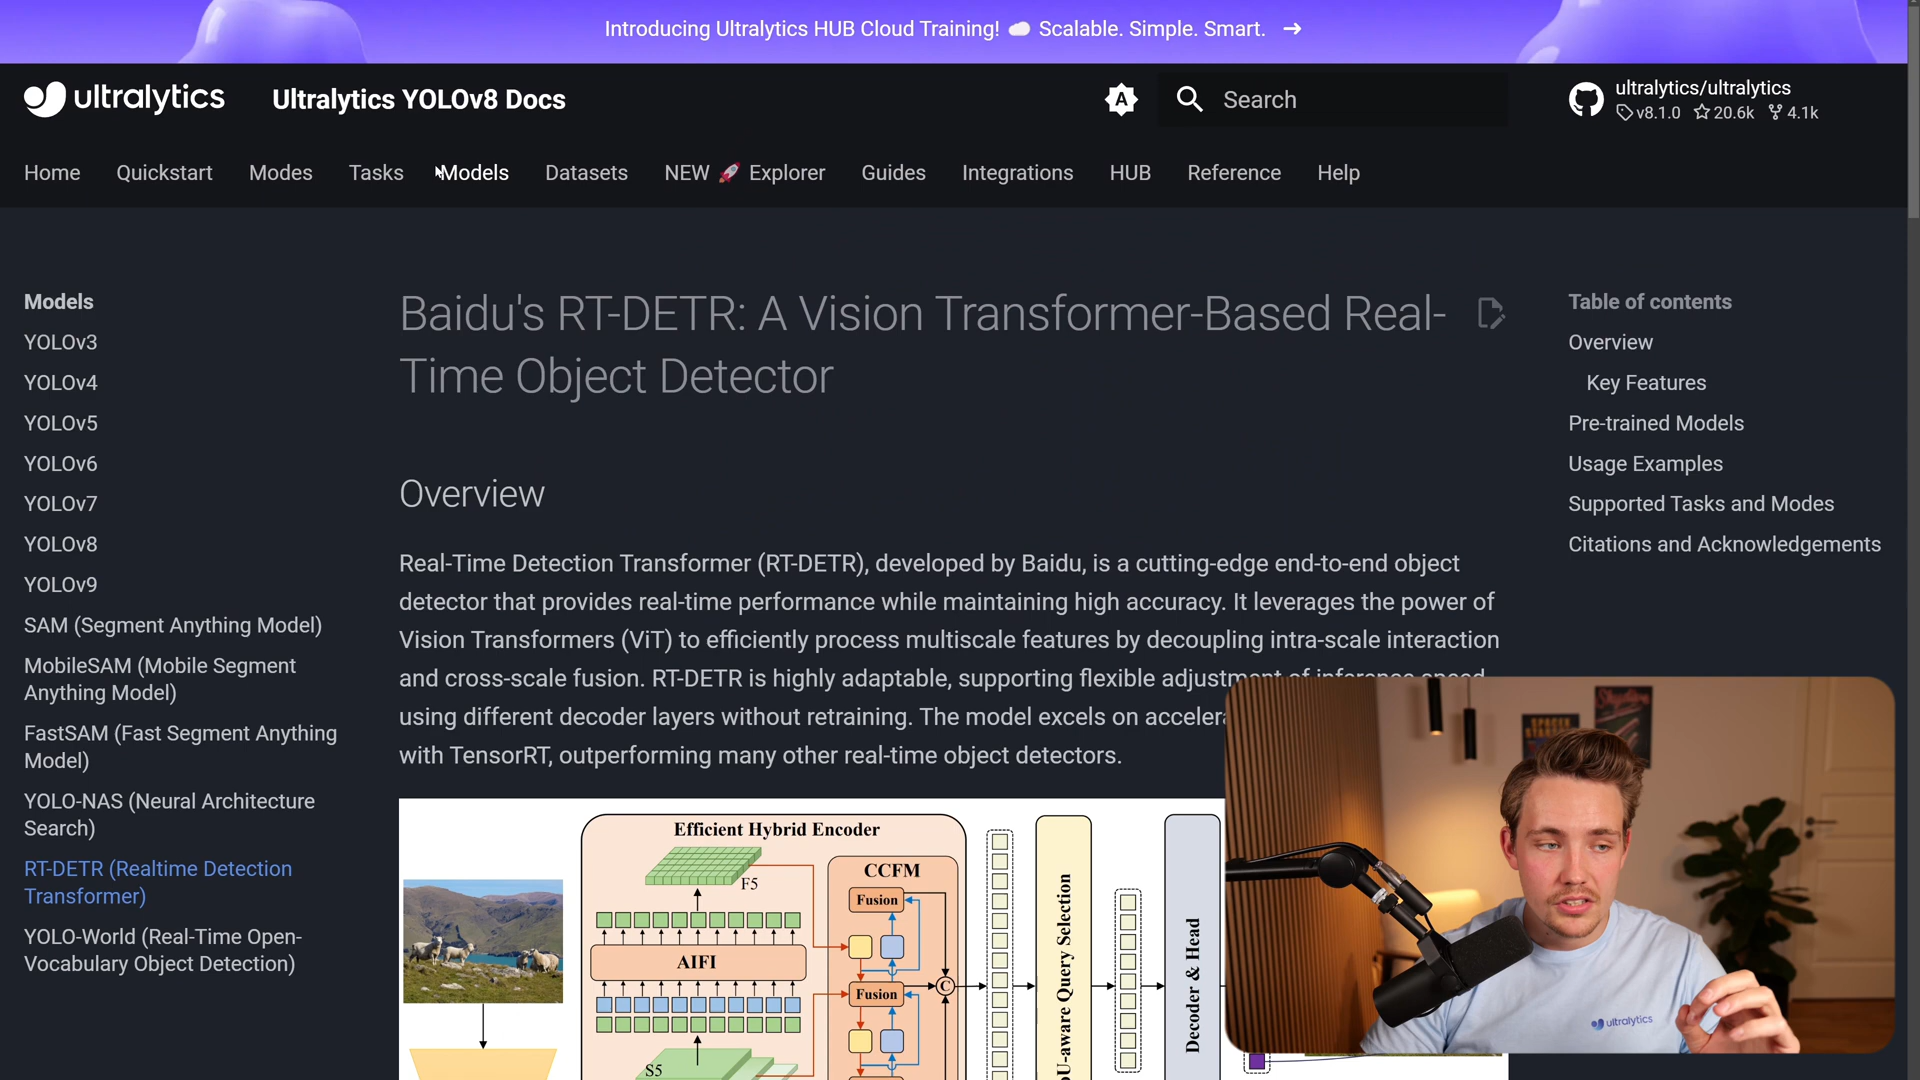 Introducing Ultralytics HUB Cloud Training! Scalable. Simple. Smart. →
ultralytics
Ultralytics YOLOv8 Docs
A
Search
ultralytics/ultralytics
v8.1.0 20.6k 4.1k
Home Quickstart Modes Tasks Models Datasets NEW 🚀 Explorer Guides Integrations HUB Reference Help
Models
YOLOv3
YOLOv4
YOLOv5
YOLOv6
YOLOv7
YOLOv8
YOLOv9
SAM (Segment Anything Model)
MobileSAM (Mobile Segment
Anything Model)
FastSAM (Fast Segment Anything
Model)
YOLO-NAS (Neural Architecture
Search)
RT-DETR (Realtime Detection
Transformer)
YOLO-World (Real-Time Open-
Vocabulary Object Detection)
Baidu's RT-DETR: A Vision Transformer-Based Real-
Time Object Detector
Overview
Real-Time Detection Transformer (RT-DETR), developed by Baidu, is a cutting-edge end-to-end object
detector that provides real-time performance while maintaining high accuracy. It leverages the power of
Vision Transformers (ViT) to efficiently process multiscale features by decoupling intra-scale interaction
and cross-scale fusion. RT-DETR is highly adaptable, supporting flexible adjustment of inference speed
using different decoder layers without retraining. The model excels on
with TensorRT, outperforming many other real-time object detectors.
Efficient Hybrid Encoder
F5
CCFM
Fusion
AIFI
Fusion
C
S5
Query Selection
Decoder & Head
Table of contents
Overview
Key Features
Pre-trained Models
Usage Examples
Supported Tasks and Modes
Citations and Acknowledgements
ultralytics